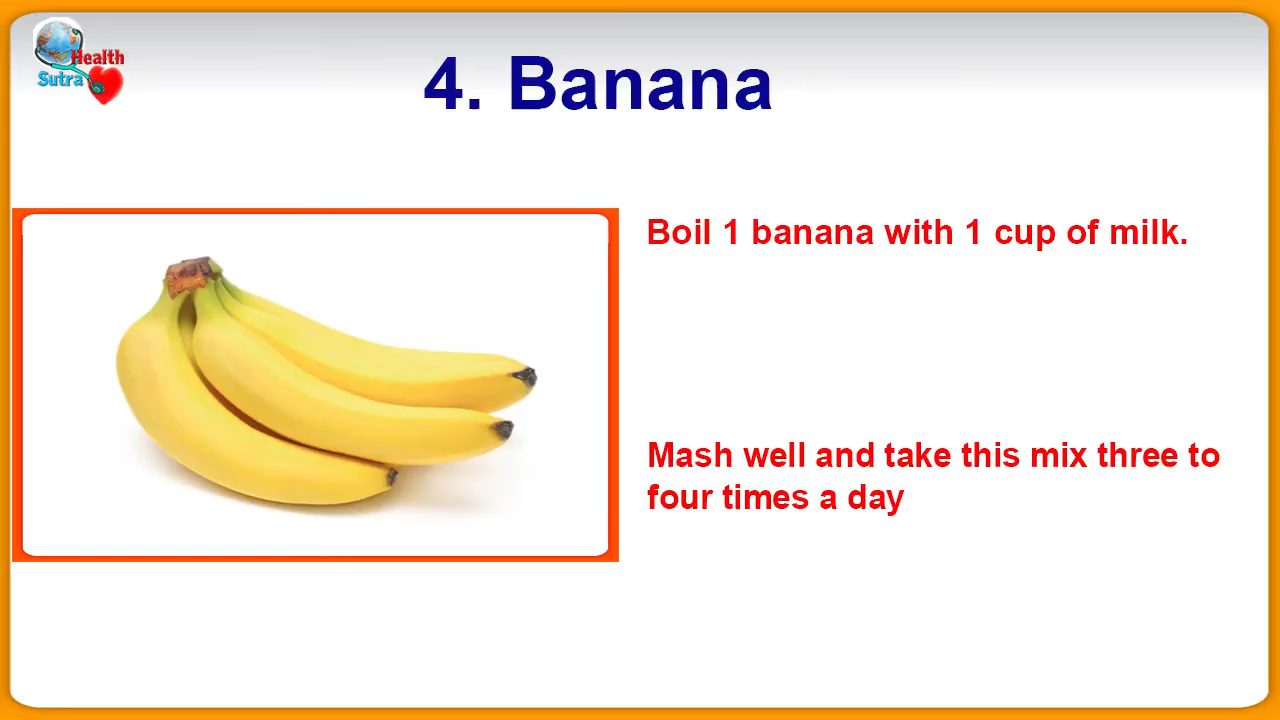 Health
Sutra
4. Banana
Boil 1 banana with 1 cup of milk.
Mash well and take this mix three to
four times a day